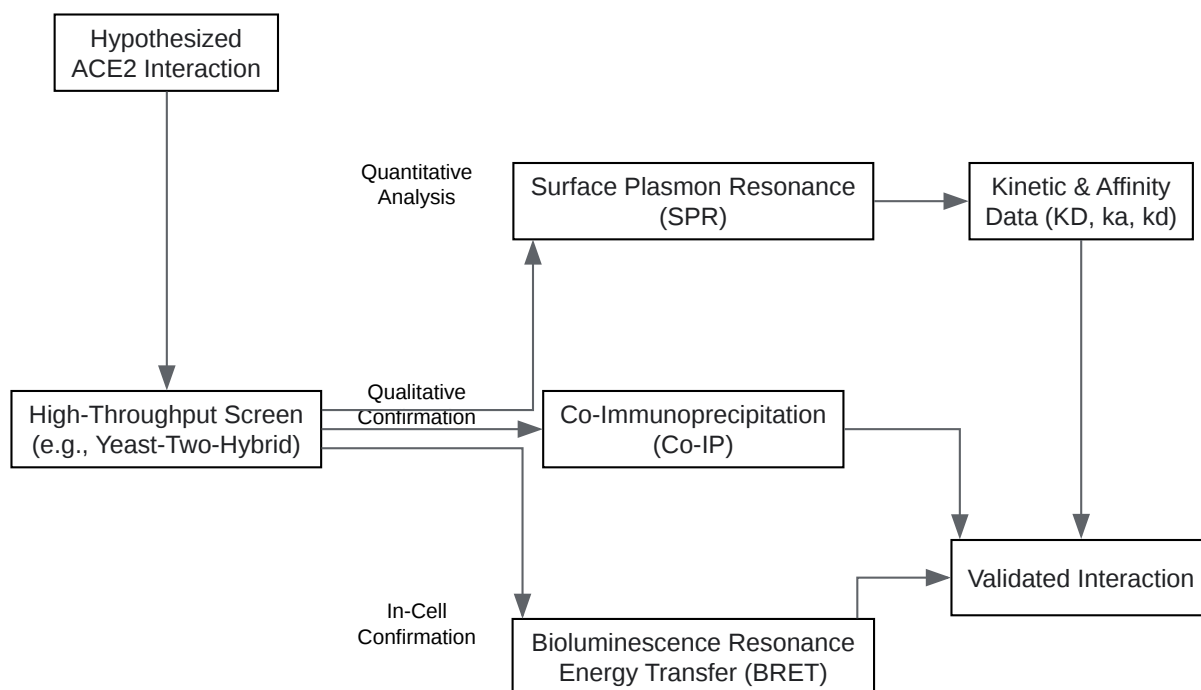 Hypothesized
ACE2 Interaction
Quantitative
Analysis
Surface Plasmon Resonance
(SPR)
Kinetic & Affinity
Data (KD, ka, kd)
High-Throughput Screen
(e.g., Yeast-Two-Hybrid)
Qualitative
Confirmation
Co-Immunoprecipitation
(Co-IP)
Validated Interaction
In-Cell
Confirmation
Bioluminescence Resonance
Energy Transfer (BRET)